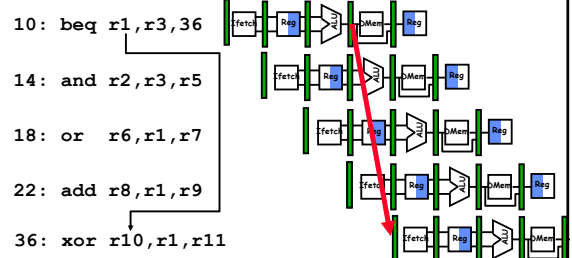 10: beq r1,r3,36 Ifetch Reg ALU DMem Reg
14: and r2,r3,r5 Ifetch Reg ALU DMem Reg
18: or r6,r1,r7 Ifetch Reg ALU DMem Reg
22: add r8,r1,r9 Ifetch Reg ALU DMem Reg
36: xor r10,r1,r11 Ifetch Reg ALU DMem